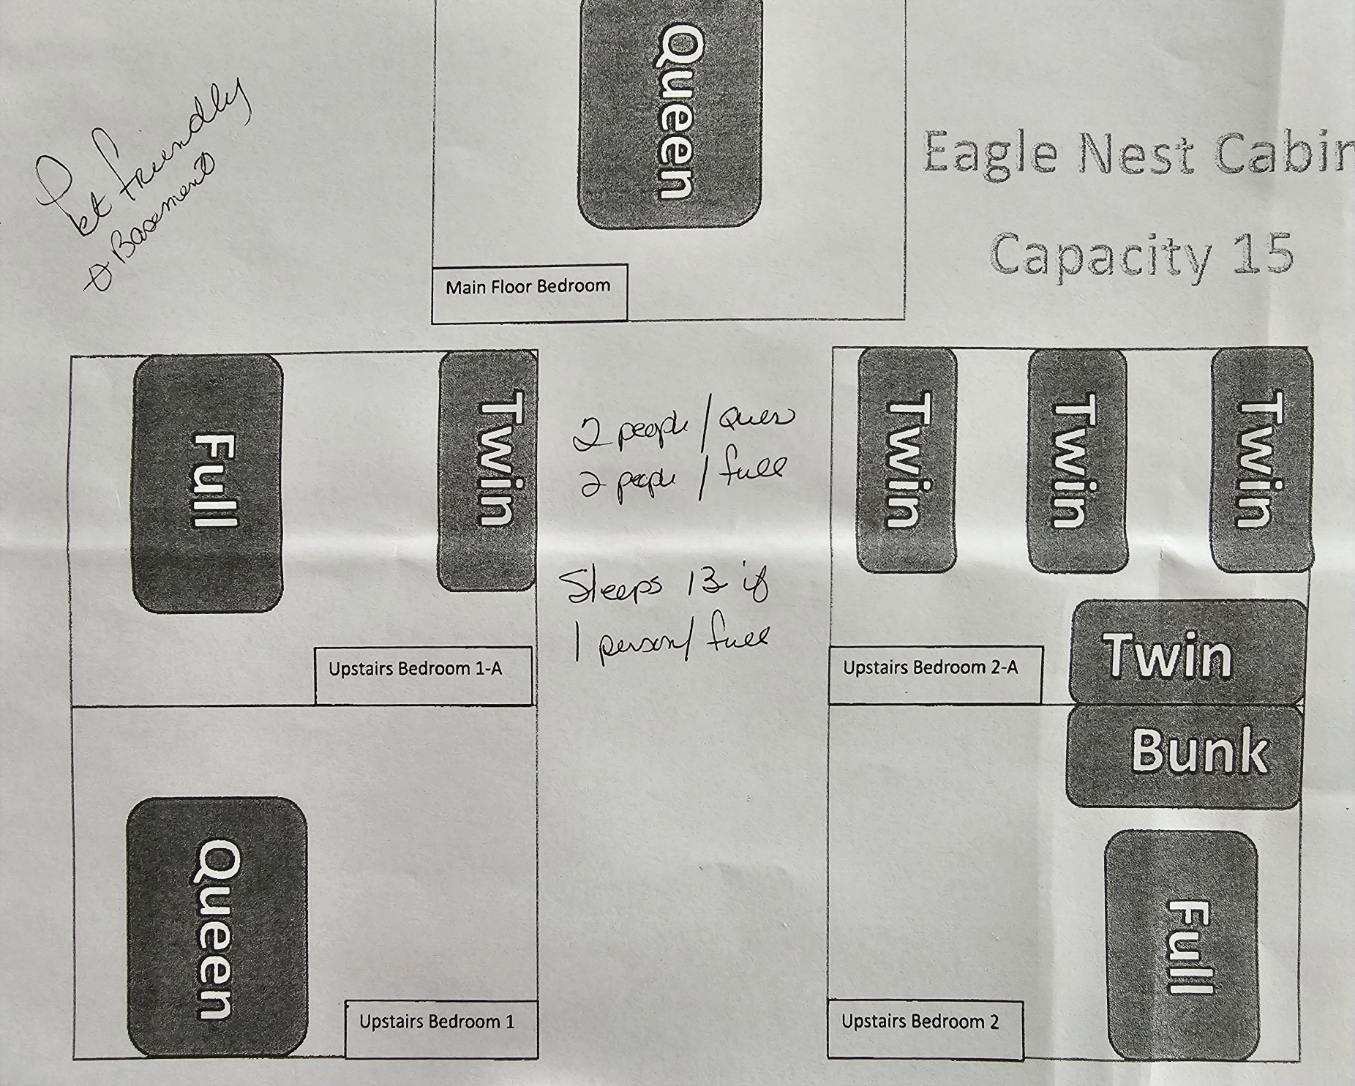 Queen
Eagle Nest Cabin
Capacity 15
Pet friendly
Basement
Main Floor Bedroom
Full
Twin
2 people / Queen
2 people / full
Sleeps 13 if
1 person/ full
Upstairs Bedroom 1-A
Twin
Twin
Twin
Upstairs Bedroom 2-A
Twin
Bunk
Queen
Upstairs Bedroom 1
Full
Upstairs Bedroom 2